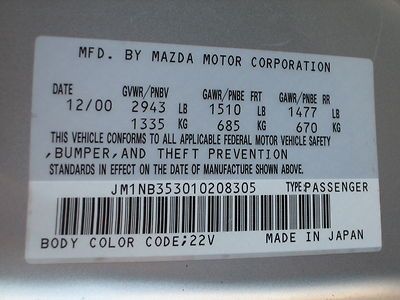 MFD. BY MAZDA MOTOR CORPORATION
DATE GVWR/PNBV GAWR/PNBE FRT GAWR/PNBE RR
12/00 2943 LB 1510 LB 1477 LB
1335 KG 685 KG 670 KG
THIS VEHICLE CONFORMS TO ALL APPLICABLE FEDERAL MOTOR VEHICLE SAFETY
,BUMPER,AND THEFT PREVENTION
STANDARDS IN EFFECT ON THE DATE OF MANUFACTURE SHOWN ABOVE.
JM1NB353010208305 TYPE:PASSENGER
BODY COLOR CODE;22V MADE IN JAPAN